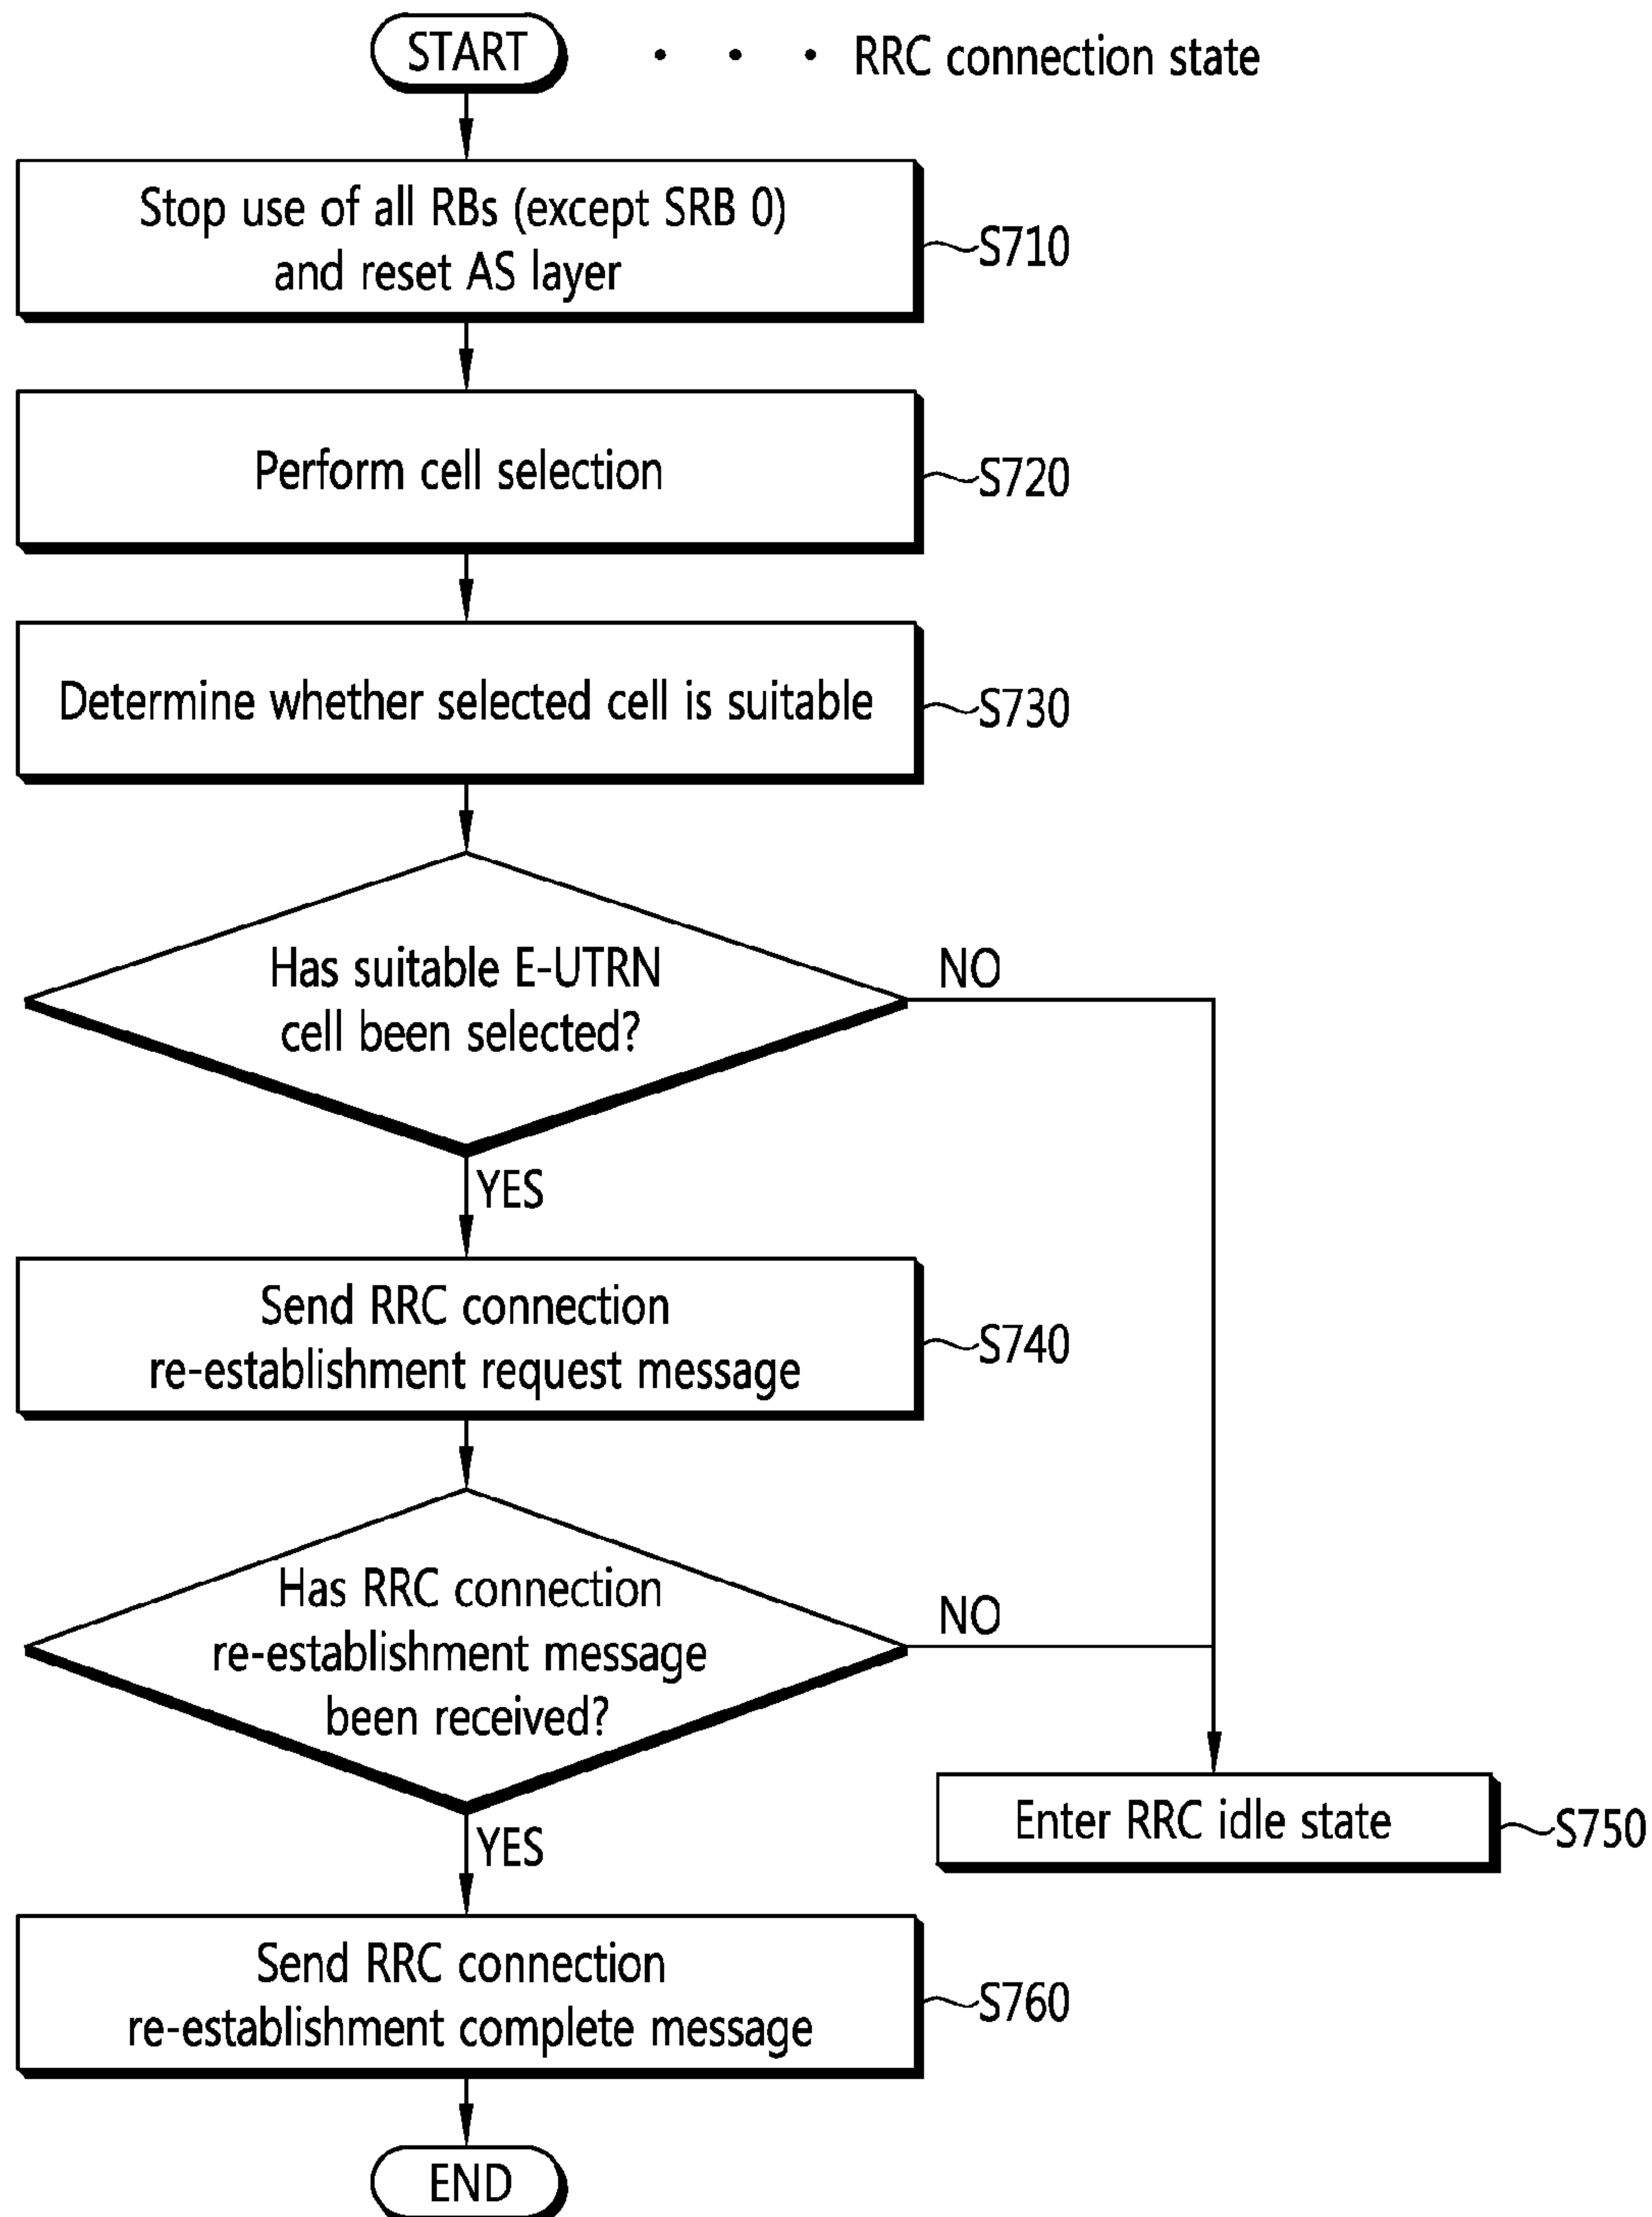 START
• • • RRC connection state
Stop use of all RBs (except SRB 0)
and reset AS layer
S710
Perform cell selection
S720
Determine whether selected cell is suitable
S730
Has suitable E-UTRN
cell been selected?
NO
YES
Send RRC connection
re-establishment request message
S740
Has RRC connection
re-establishment message
been received?
NO
YES
Enter RRC idle state
S750
Send RRC connection
re-establishment complete message
S760
END